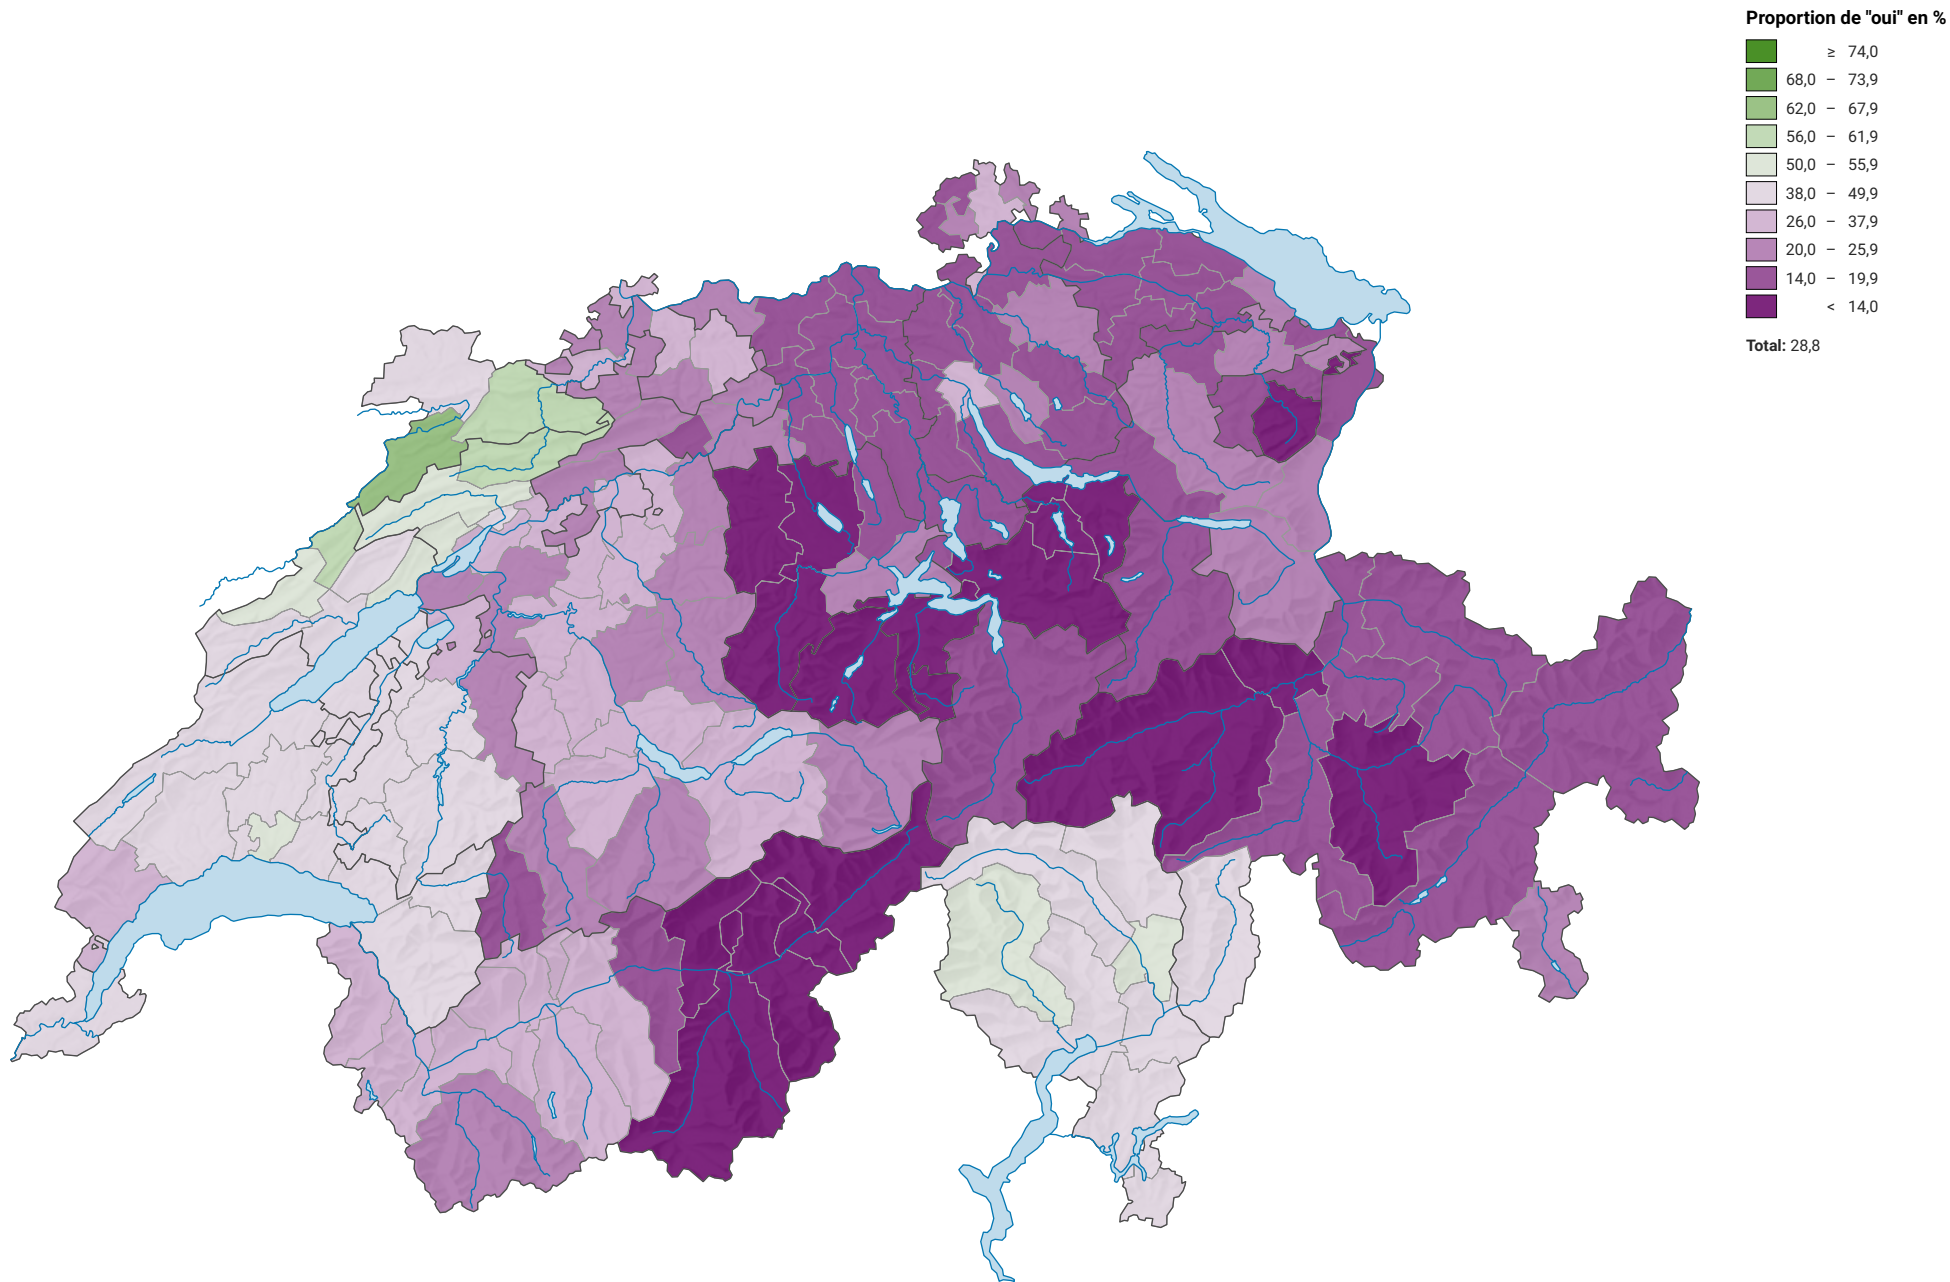 Proportion de "oui" en %
≥ 74,0
68,0 – 73,9
62,0 – 67,9
56,0 – 61,9
50,0 – 55,9
38,0 – 49,9
26,0 – 37,9
20,0 – 25,9
14,0 – 19,9
< 14,0
Total: 28,8